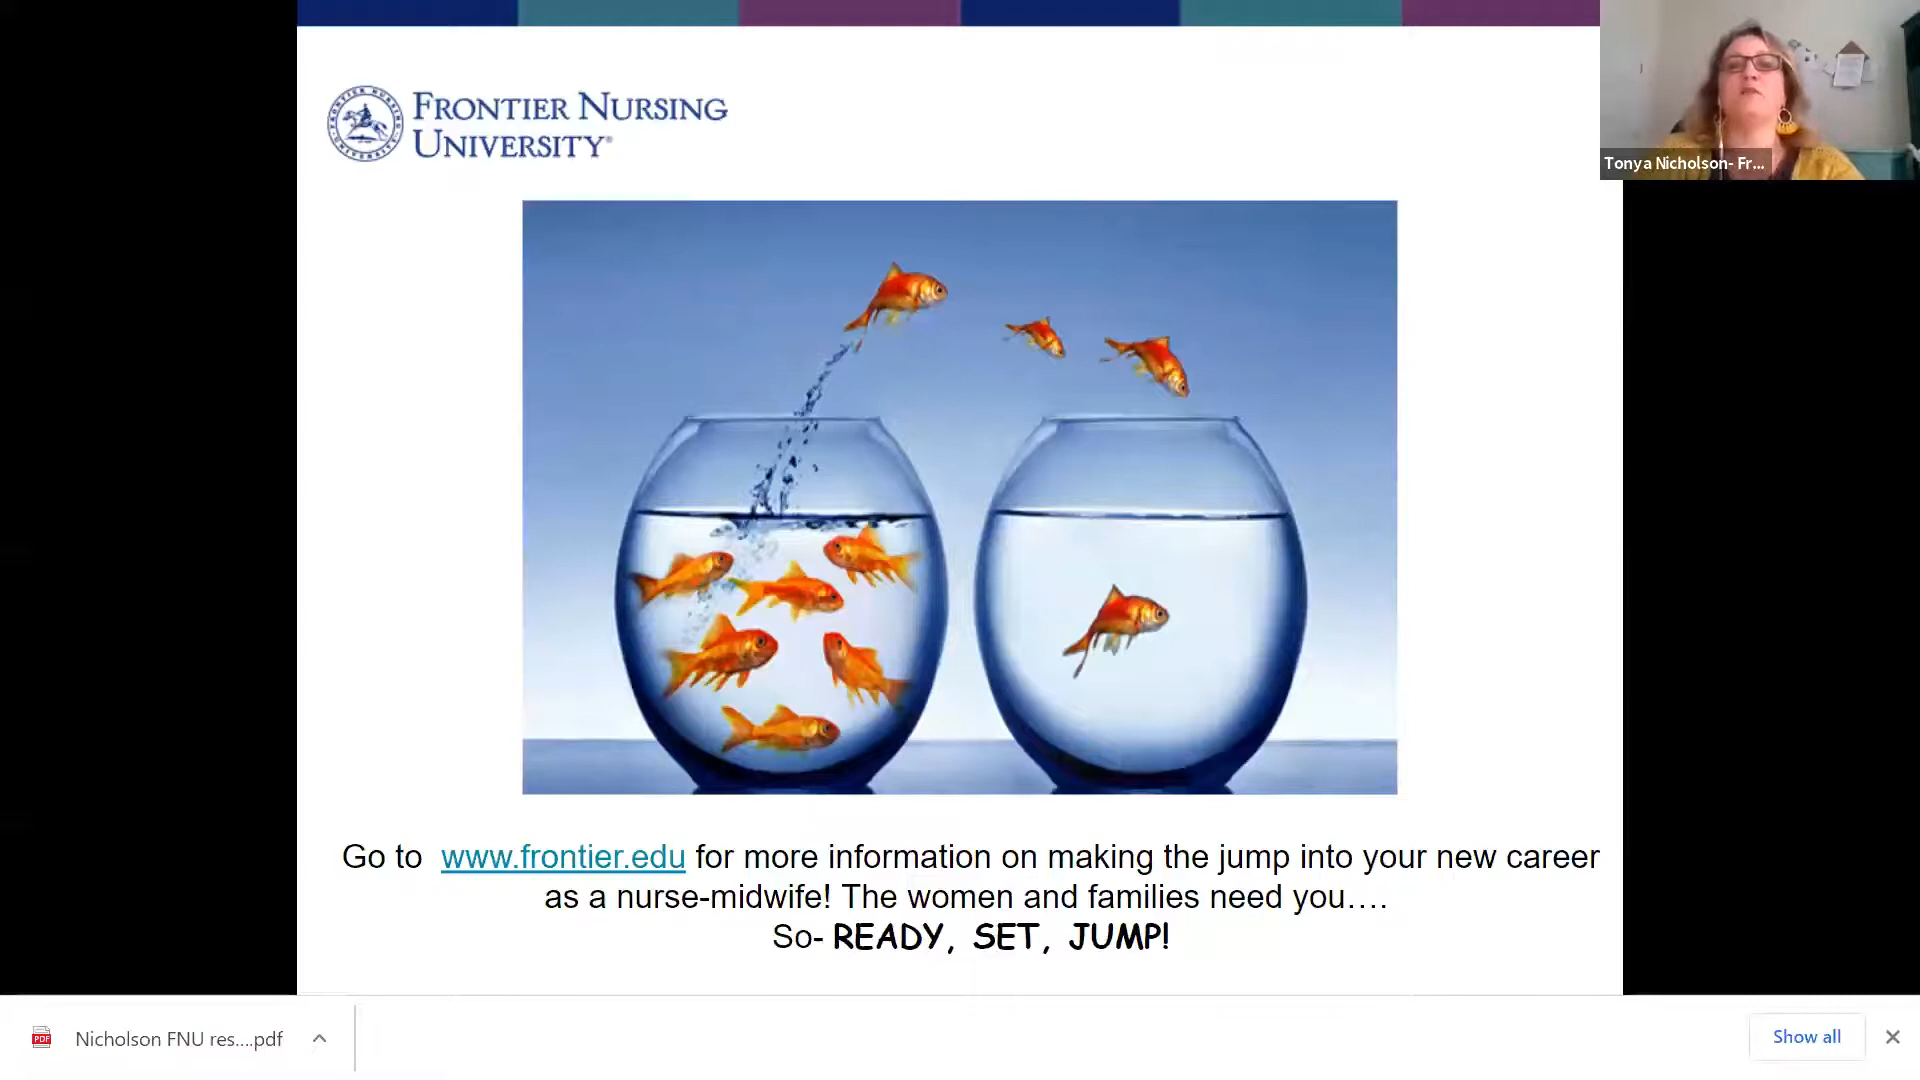 FRONTIER NURSING
UNIVERSITY®
Tonya Nicholson- Fr...
Go to www.frontier.edu for more information on making the jump into your new career
as a nurse-midwife! The women and families need you….
So- READY, SET, JUMP!
PDF
Nicholson FNU res....pdf
Show all